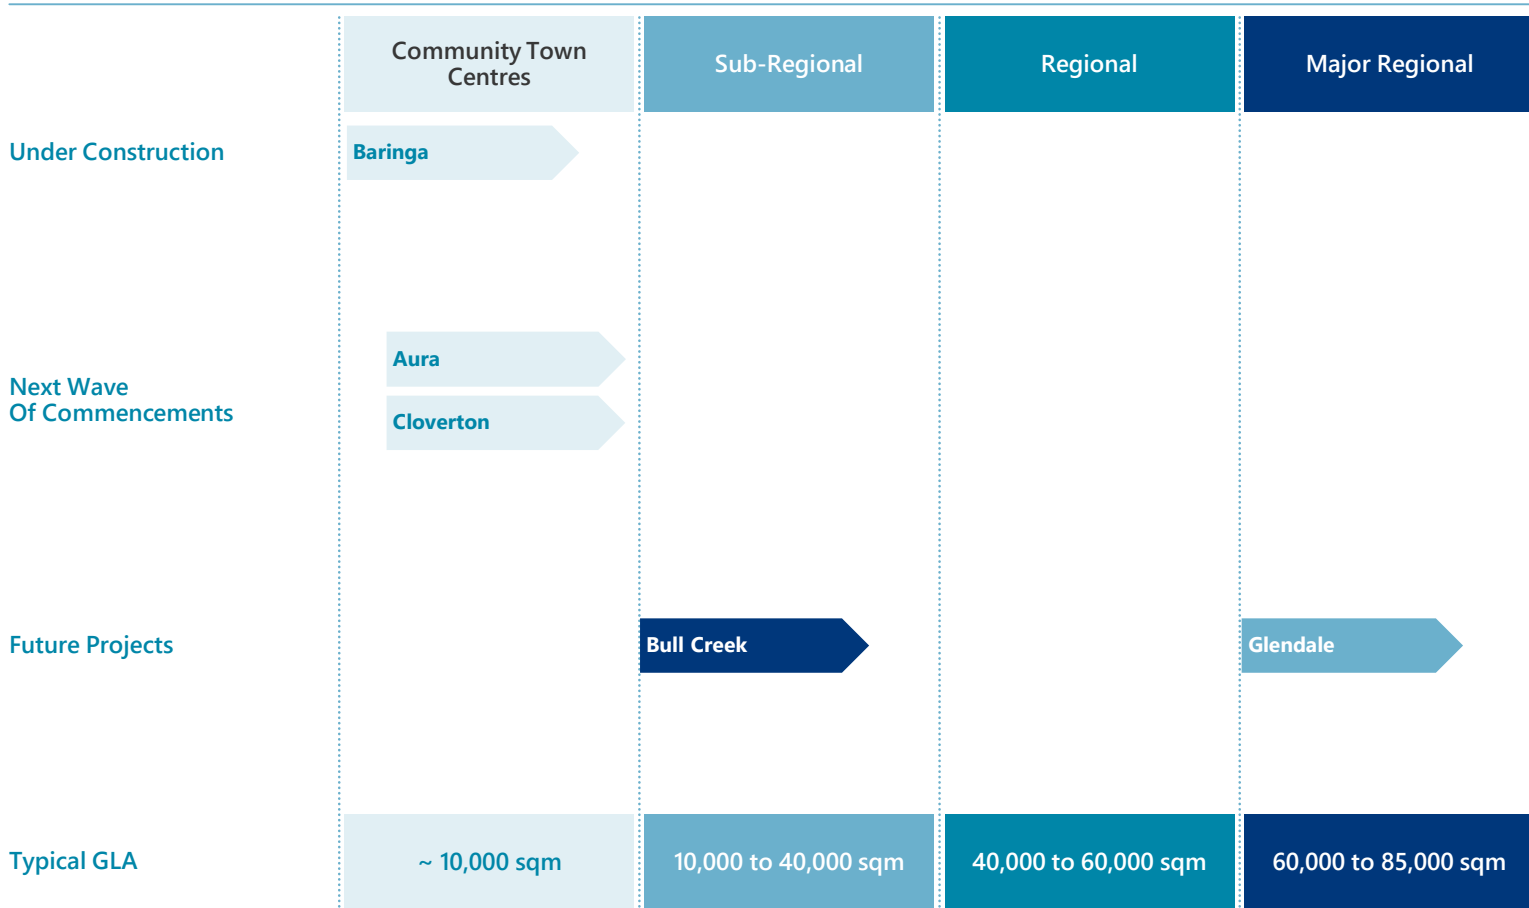 Community Town
Centres
Sub-Regional
Regional
Major Regional
Under Construction
Baringa
Next Wave
Of Commencements
Aura
Cloverton
Future Projects
Bull Creek
Glendale
Typical GLA
~ 10,000 sqm
10,000 to 40,000 sqm
40,000 to 60,000 sqm
60,000 to 85,000 sqm